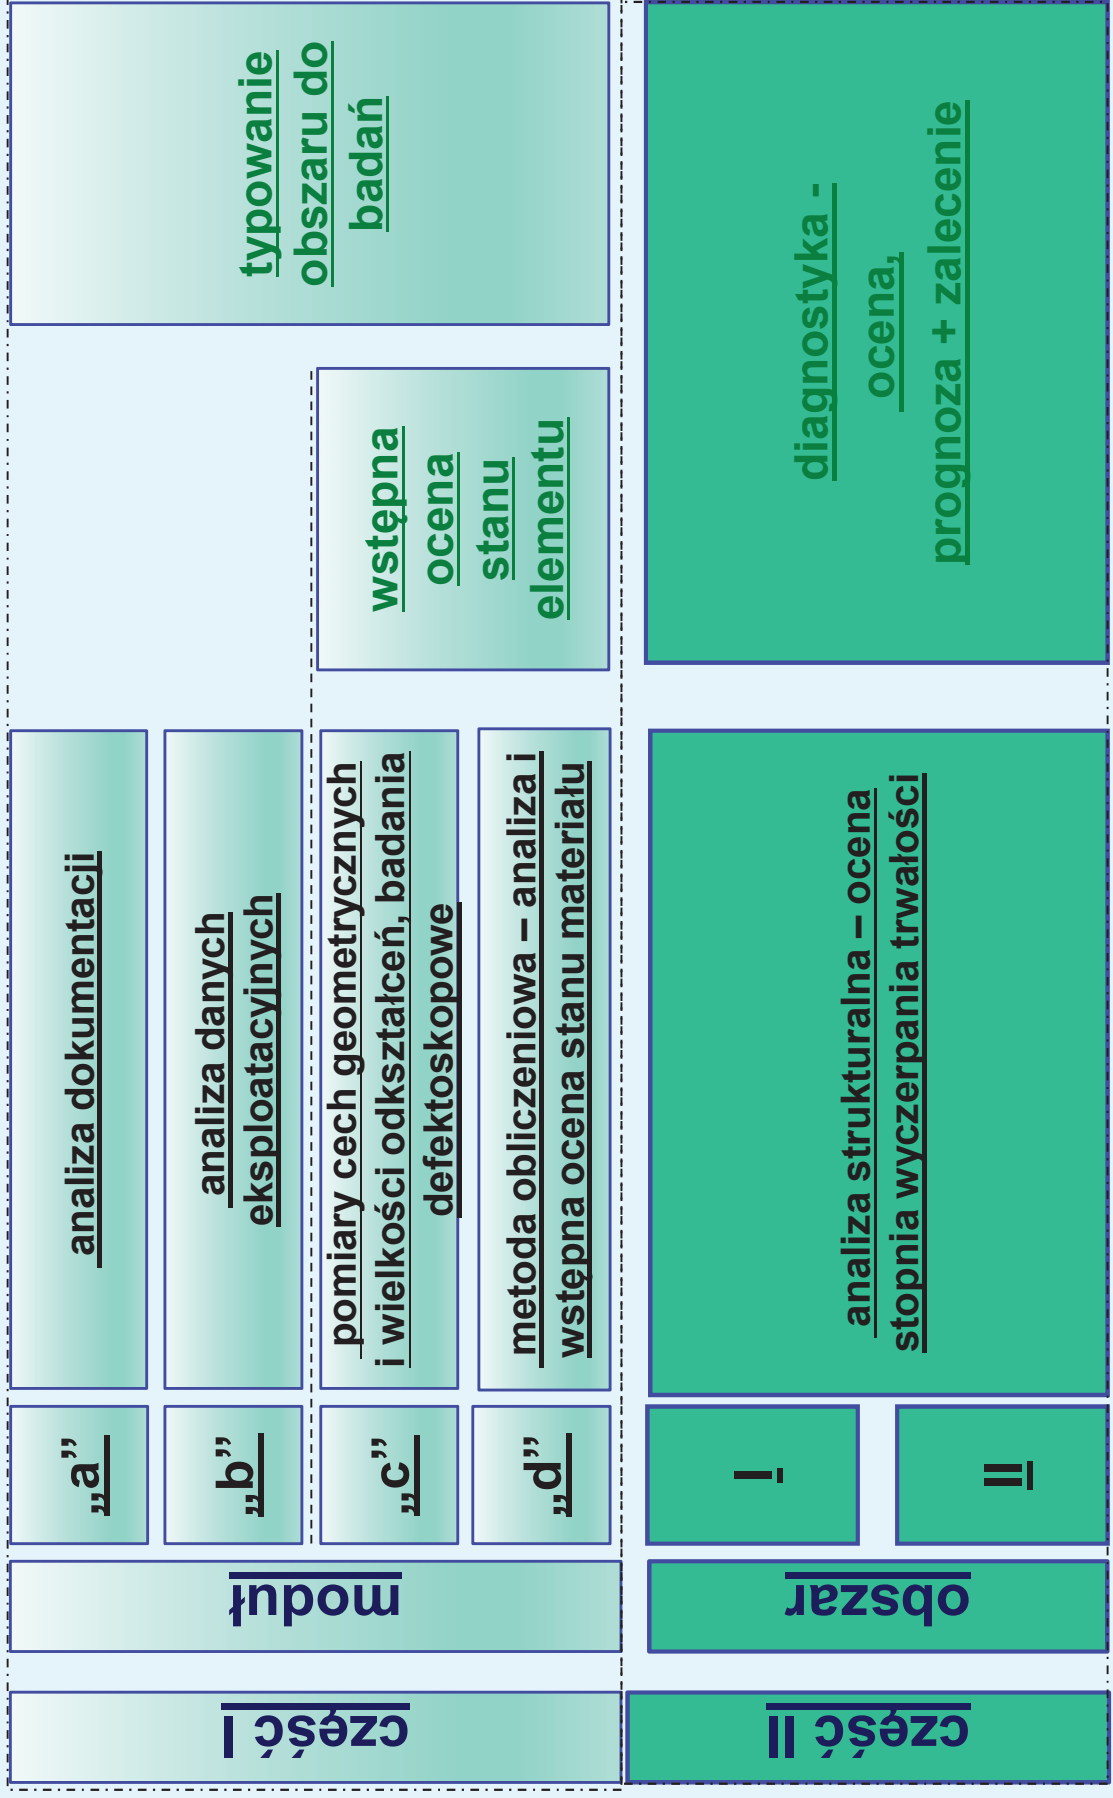 część I
moduł
„a”
analiza dokumentacji
„b”
analiza danych
eksploatacyjnych
„c”
pomiary cech geometrycznych
i wielkości odkształceń, badania
defektoskopowe
„d”
metoda obliczeniowa – analiza i
wstępna ocena stanu materiału
wstępna
ocena
stanu
elementu
typowanie
obszaru do
badań
część II
obszar
I
II
analiza strukturalna – ocena
stopnia wyczerpania trwałości
diagnostyka -
ocena,
prognoza + zalecenie